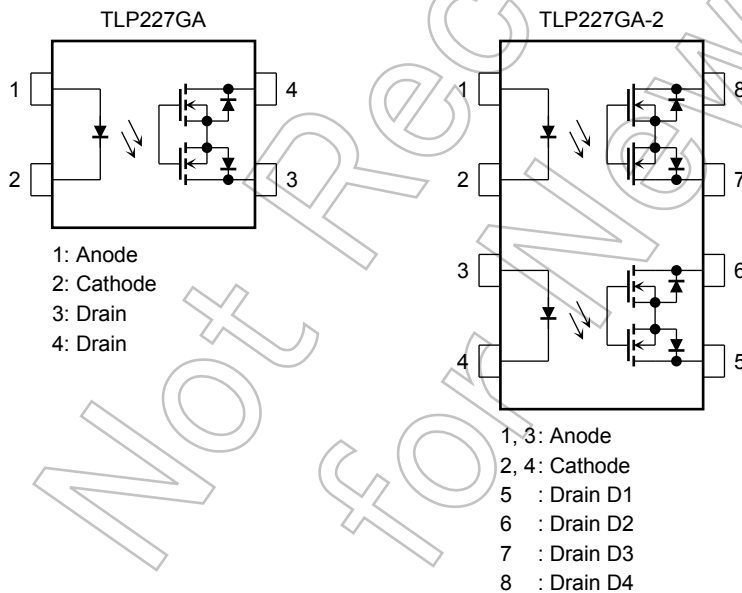 TLP227GA
1
2
4
3
1: Anode
2: Cathode
3: Drain
4: Drain
TLP227GA-2
1
2
3
4
8
7
6
5
1, 3: Anode
2, 4: Cathode
5 : Drain D1
6 : Drain D2
7 : Drain D3
8 : Drain D4
Not Rec
for New